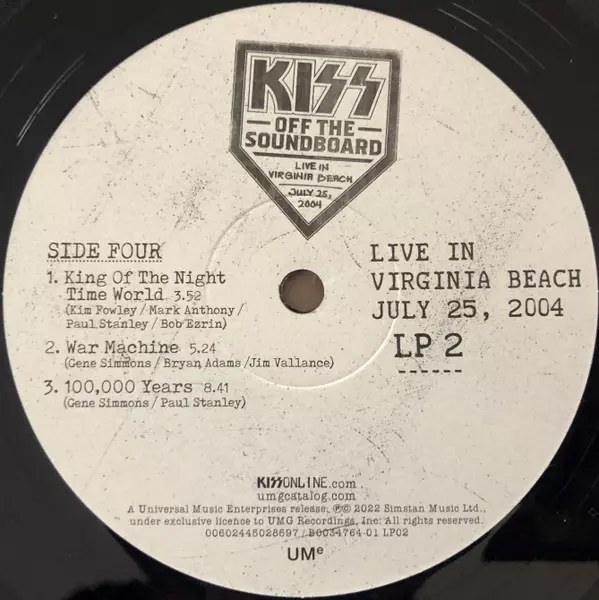 KISS
OFF THE
SOUNDBOARD
LIVE IN
VIRGINIA BEACH
JULY 25,
2004
SIDE FOUR
1. King Of The Night
Time World 3.52
(Kim Fowley/Mark Anthony/
Paul Stanley/Bob Ezrin)
2. War Machine 5.24
(Gene Simmons/Bryan Adams/Jim Vallance)
3. 100,000 Years 8.41
(Gene Simmons/Paul Stanley)
LIVE IN
VIRGINIA BEACH
JULY 25, 2004
LP 2
------
KISSONLINE.com
umgcatalog.com
A Universal Music Enterprises release, ℗© 2022 Simstan Music Ltd.,
under exclusive licence to UMG Recordings, Inc. All rights reserved.
00602445028597 / B0034764-01 LP02
UMe